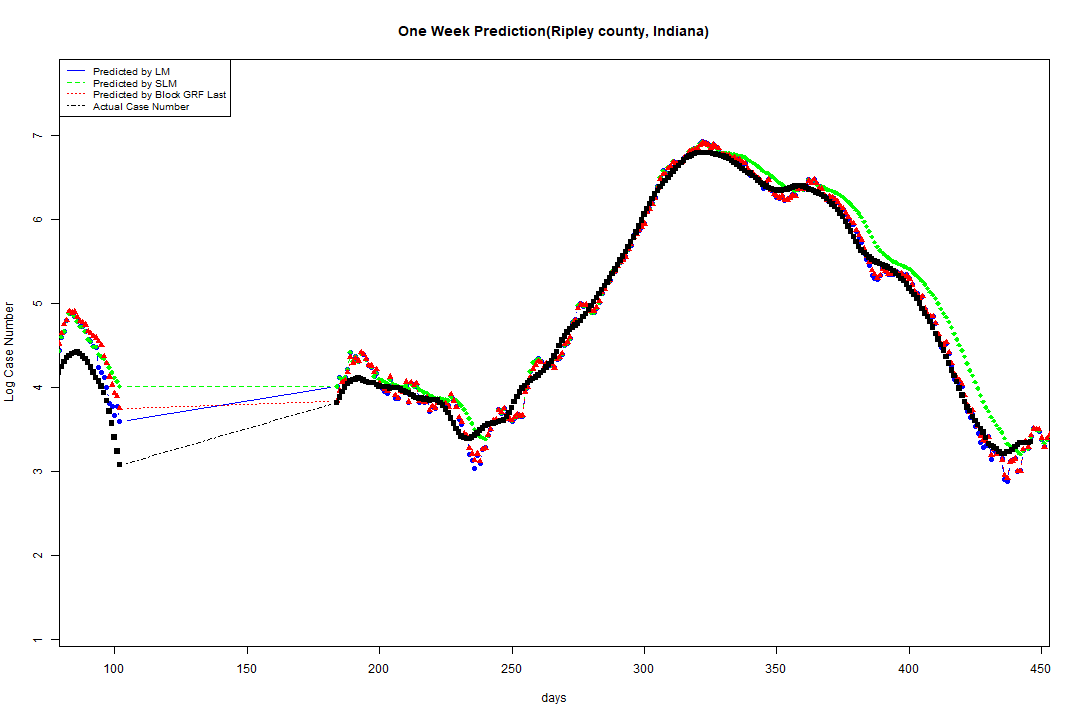 One Week Prediction(Ripley county, Indiana)
Predicted by LM
Predicted by SLM
Predicted by Block GRF Last
Actual Case Number
7
6
5
4
3
2
1
Log Case Number
100 150 200 250 300 350 400 450
days